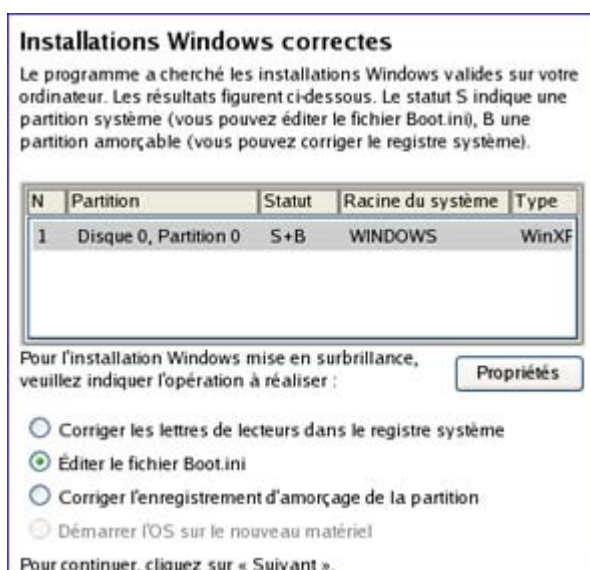 Installations Windows correctes
Le programme a cherché les installations Windows valides sur votre
ordinateur. Les résultats figurent ci-dessous. Le statut S indique une
partition système (vous pouvez éditer le fichier Boot.ini), B une
partition amorçable (vous pouvez corriger le registre système).
N Partition Statut Racine du système Type
1 Disque 0, Partition 0 S+B WINDOWS WinXP
Pour l'installation Windows mise en surbrillance,
veuillez indiquer l'opération à réaliser :
Propriétés
Corriger les lettres de lecteurs dans le registre système
Éditer le fichier Boot.ini
Corriger l'enregistrement d'amorçage de la partition
Démarrer l'OS sur le nouveau matériel
Pour continuer, cliquez sur « Suivant ».